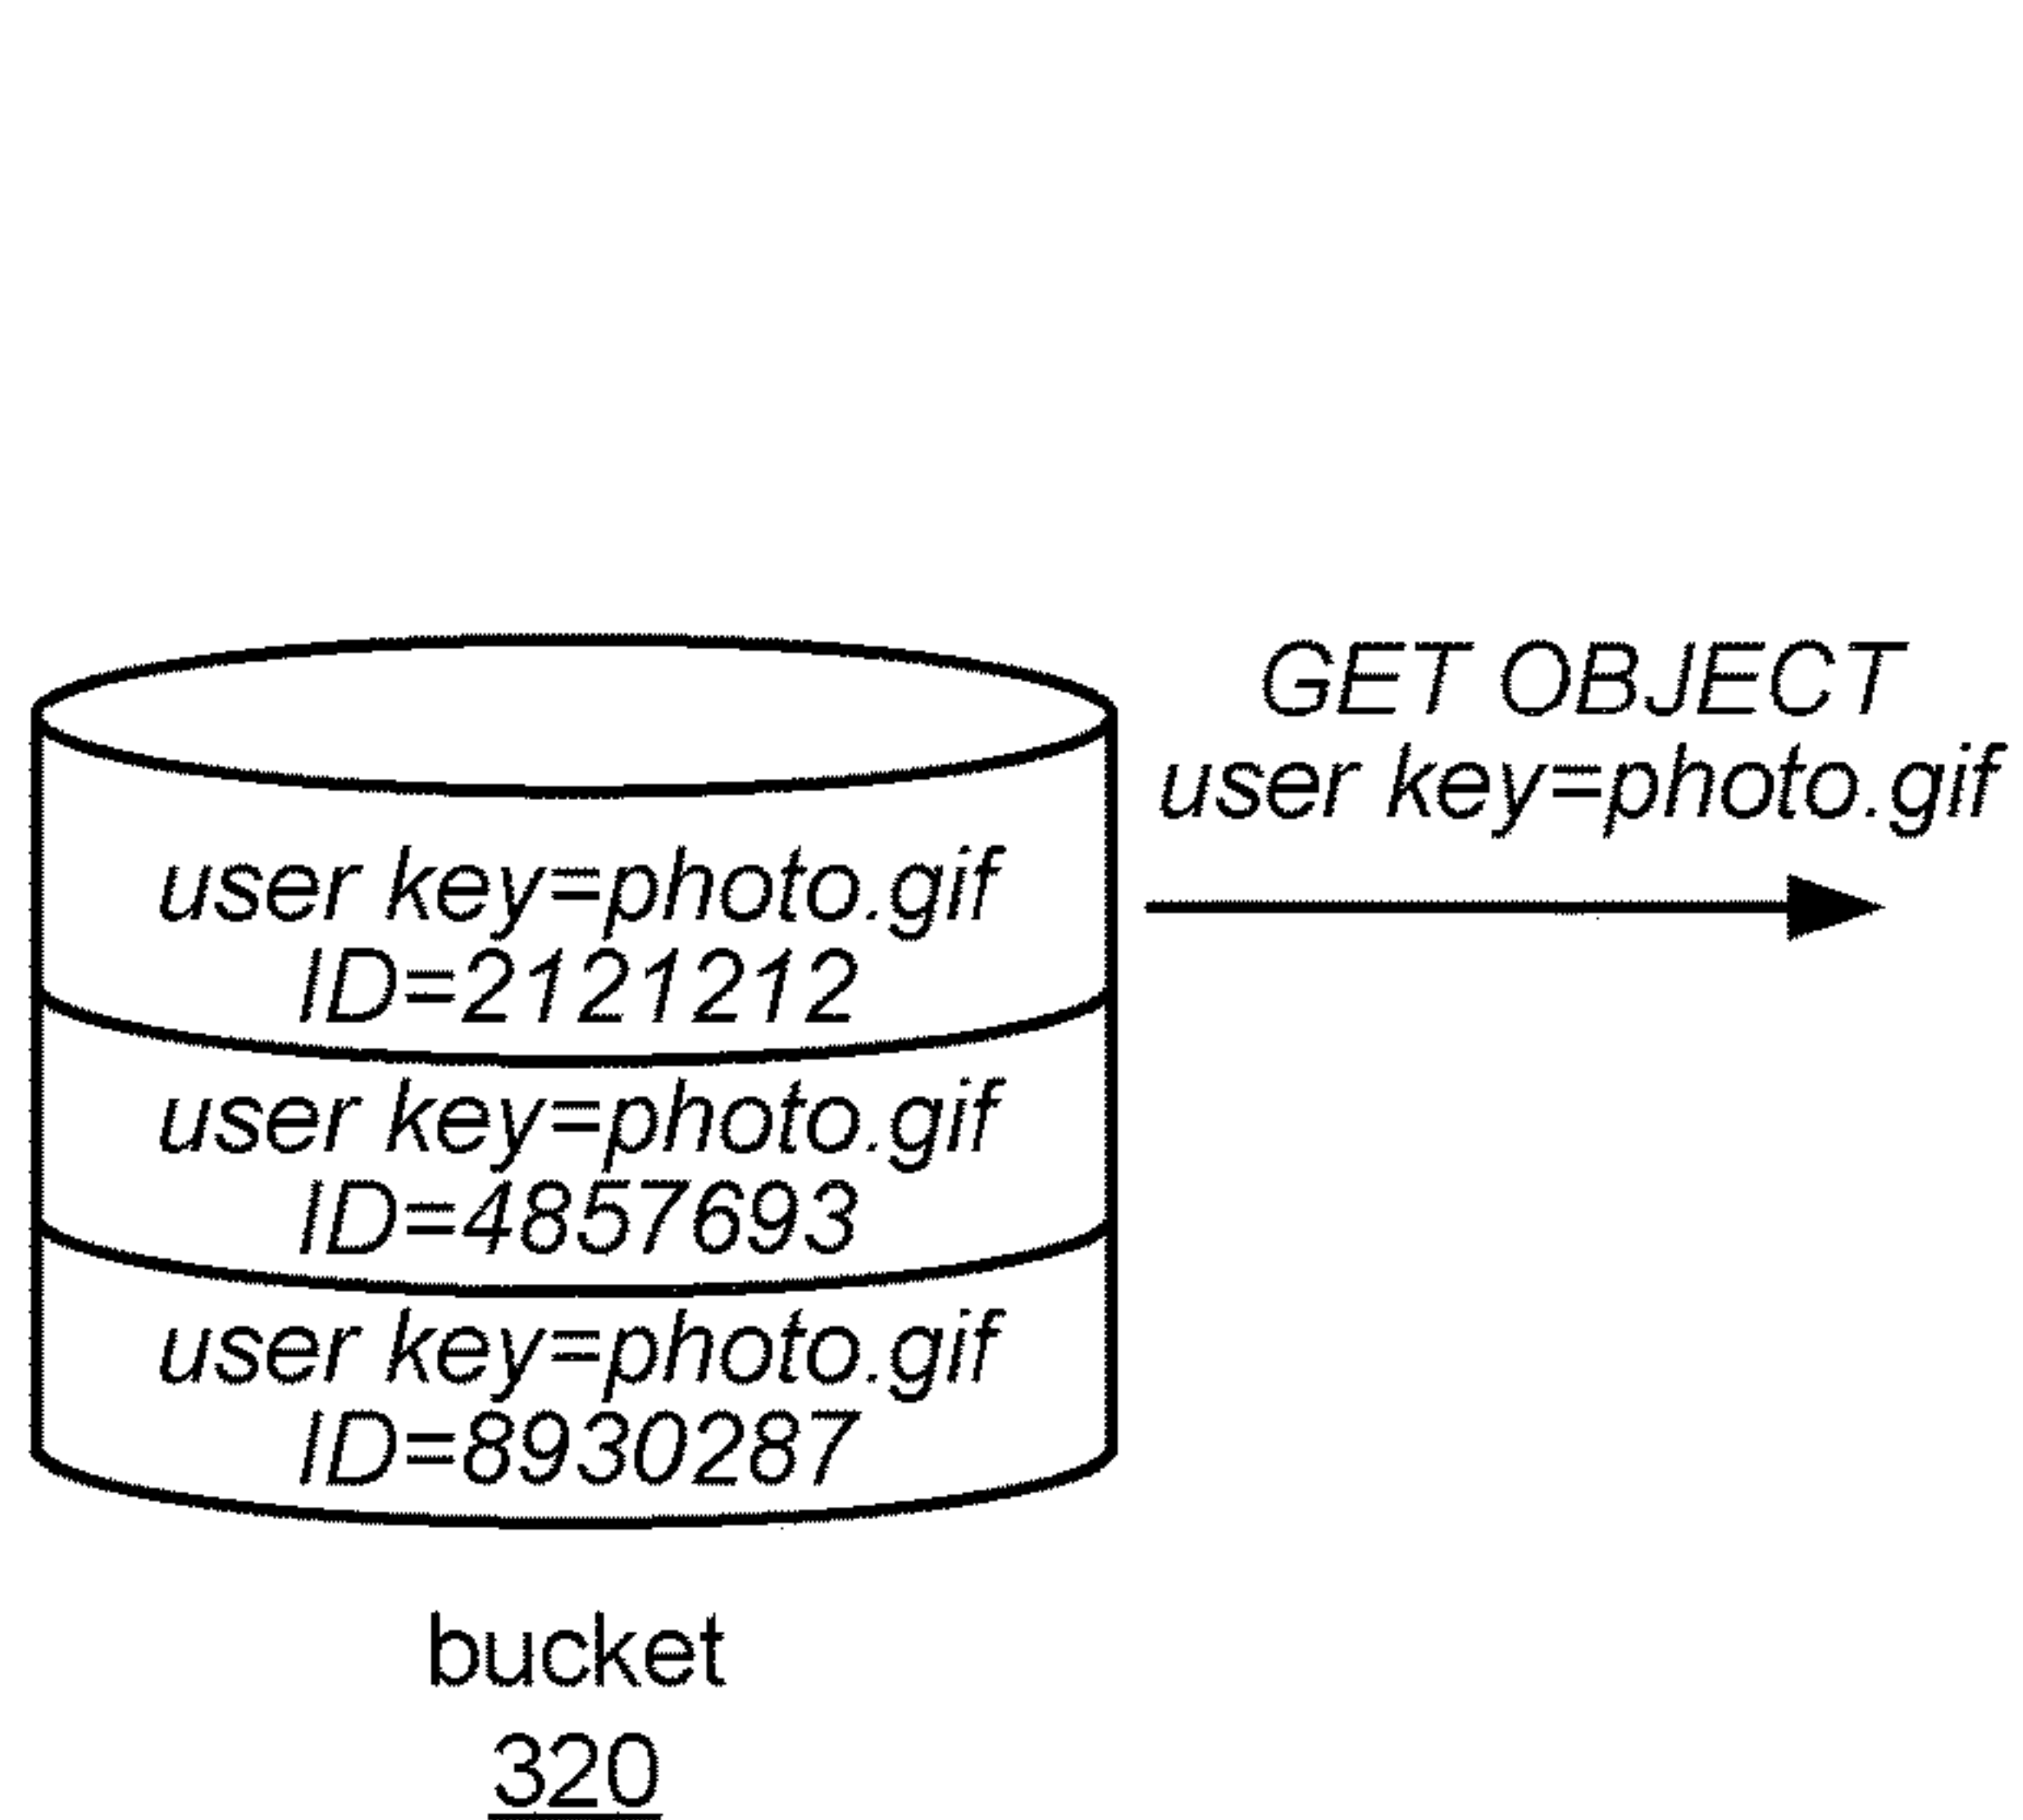 GET OBJECT
user key=photo.gif
user key=photo.gif
ID=2121212
user key=photo.gif
ID=4857693
user key=photo.gif
ID=8930287
bucket
320